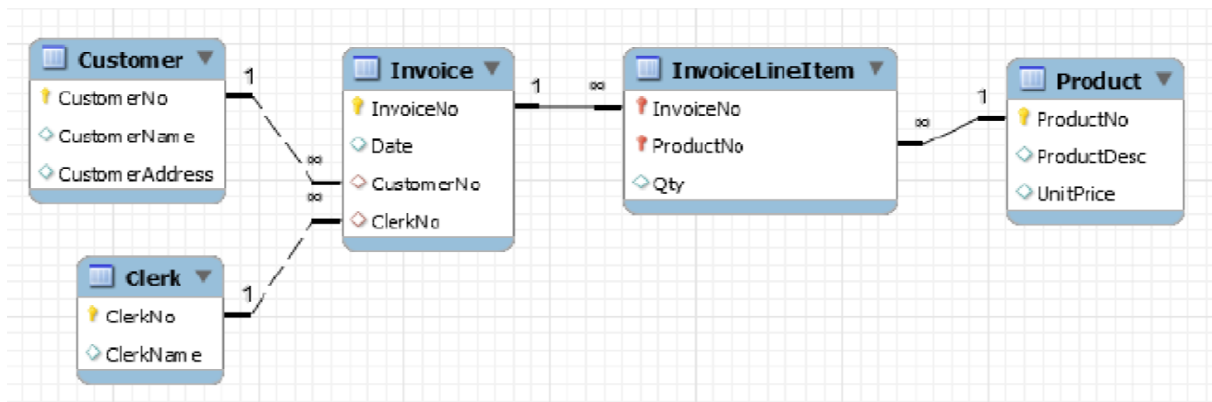 Customer
CustomerNo
CustomerName
CustomerAddress
1
∞
Clerk
ClerkNo
ClerkName
1
∞
Invoice
InvoiceNo
Date
CustomerNo
ClerkNo
1
∞
InvoiceLineItem
InvoiceNo
ProductNo
Qty
∞
1
Product
ProductNo
ProductDesc
UnitPrice